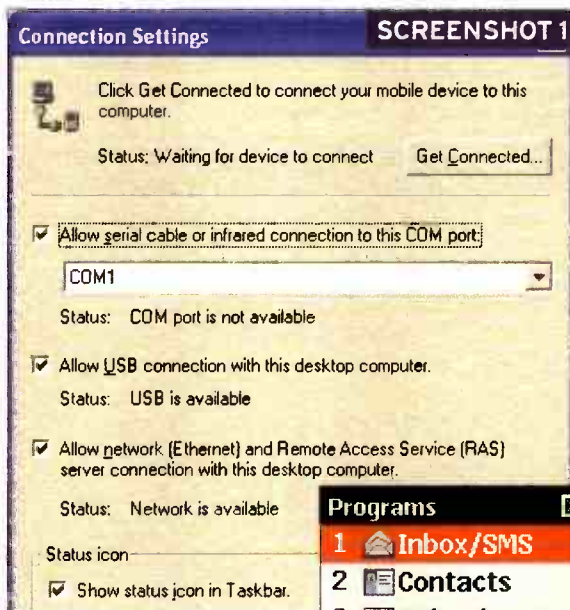 Connection Settings
SCREENSHOT 1
Click Get Connected to connect your mobile device to this
computer.
Status: Waiting for device to connect
Get Connected...
Allow serial cable or infrared connection to this COM port:
COM1
Status: COM port is not available
Allow USB connection with this desktop computer.
Status: USB is available
Allow network (Ethernet) and Remote Access Service (RAS)
server connection with this desktop computer.
Status: Network is available
Status icon
Show status icon in Taskbar.
Programs
1 Inbox/SMS
2 Contacts